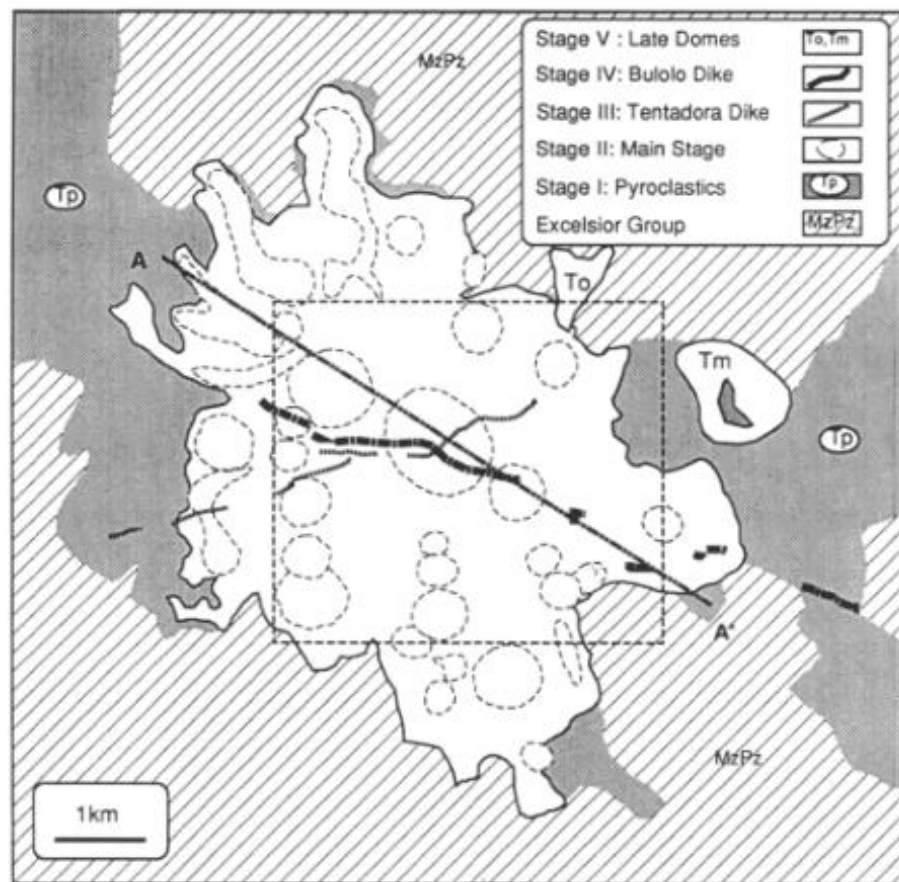 MzPz
Stage V : Late Domes To,Tm
Stage IV: Bulolo Dike
Stage III: Tentadora Dike
Stage II: Main Stage
Stage I: Pyroclastics Tp
Excelsior Group MzPz
Tp
A
To
Tm
Tp
A'
MzPz
1km